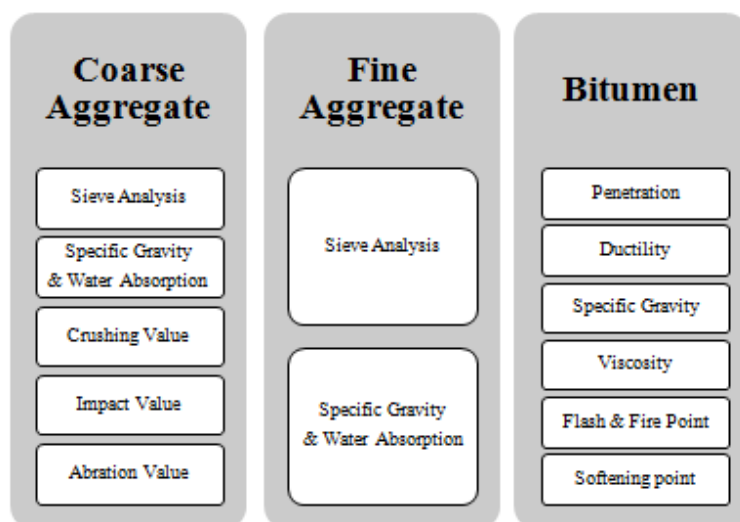 Coarse
Aggregate
Sieve Analysis
Specific Gravity
& Water Absorption
Crushing Value
Impact Value
Abration Value
Fine
Aggregate
Sieve Analysis
Specific Gravity
& Water Absorption
Bitumen
Penetration
Ductility
Specific Gravity
Viscosity
Flash & Fire Point
Softening point